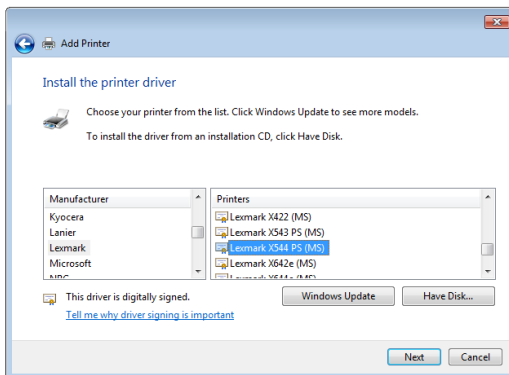 Add Printer
Install the printer driver
Choose your printer from the list. Click Windows Update to see more models.
To install the driver from an installation CD, click Have Disk.
Manufacturer
Kyocera
Lanier
Lexmark
Microsoft
Printers
Lexmark X422 (MS)
Lexmark X543 PS (MS)
Lexmark X544 PS (MS)
Lexmark X642e (MS)
This driver is digitally signed.
Tell me why driver signing is important
Windows Update
Have Disk...
Next
Cancel